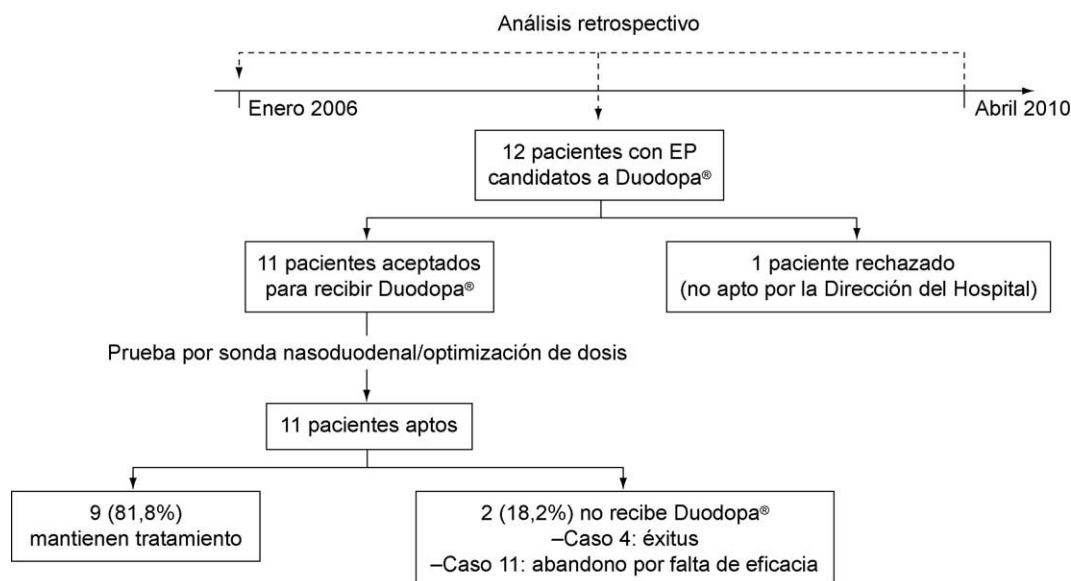 Análisis retrospectivo
Enero 2006
Abril 2010
12 pacientes con EP
candidatos a Duodopa®
11 pacientes aceptados
para recibir Duodopa®
1 paciente rechazado
(no apto por la Dirección del Hospital)
Prueba por sonda nasoduodenal/optimización de dosis
11 pacientes aptos
9 (81,8%)
mantienen tratamiento
2 (18,2%) no recibe Duodopa®
–Caso 4: éxitus
–Caso 11: abandono por falta de eficacia